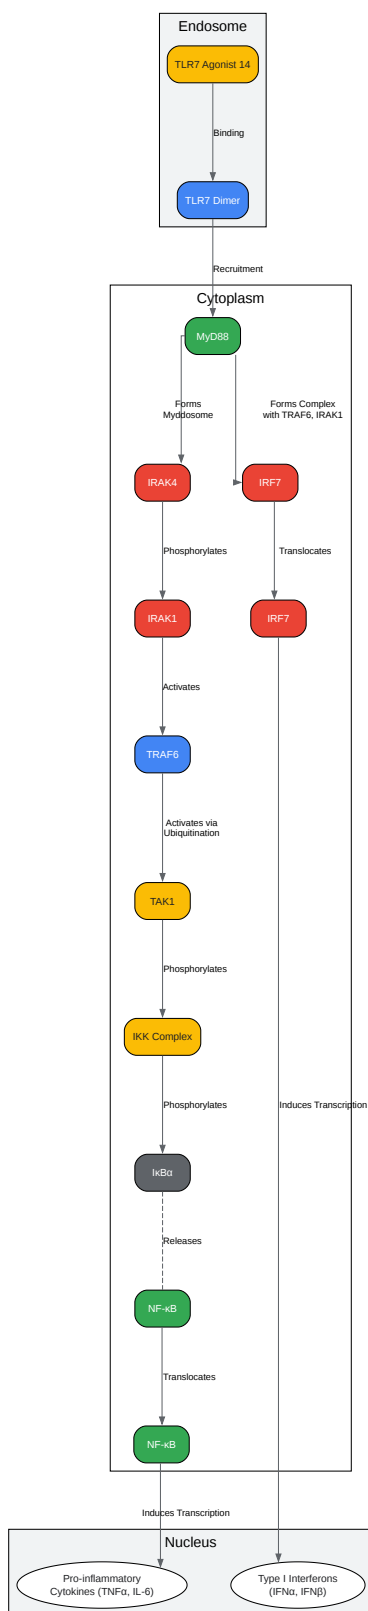 Endosome
TLR7 Agonist 14
Binding
TLR7 Dimer
Recruitment
Cytoplasm
MyD88
Forms
Myddosome
Forms Complex
with TRAF6, IRAK1
IRAK4
IRF7
Phosphorylates
Translocates
IRAK1
IRF7
Activates
TRAF6
Activates via
Ubiquitination
TAK1
Phosphorylates
IKK Complex
Phosphorylates
Induces Transcription
IκBα
Releases
NF-κB
Translocates
NF-κB
Induces Transcription
Nucleus
Pro-inflammatory
Cytokines (TNFα, IL-6)
Type I Interferons
(IFNα, IFNβ)